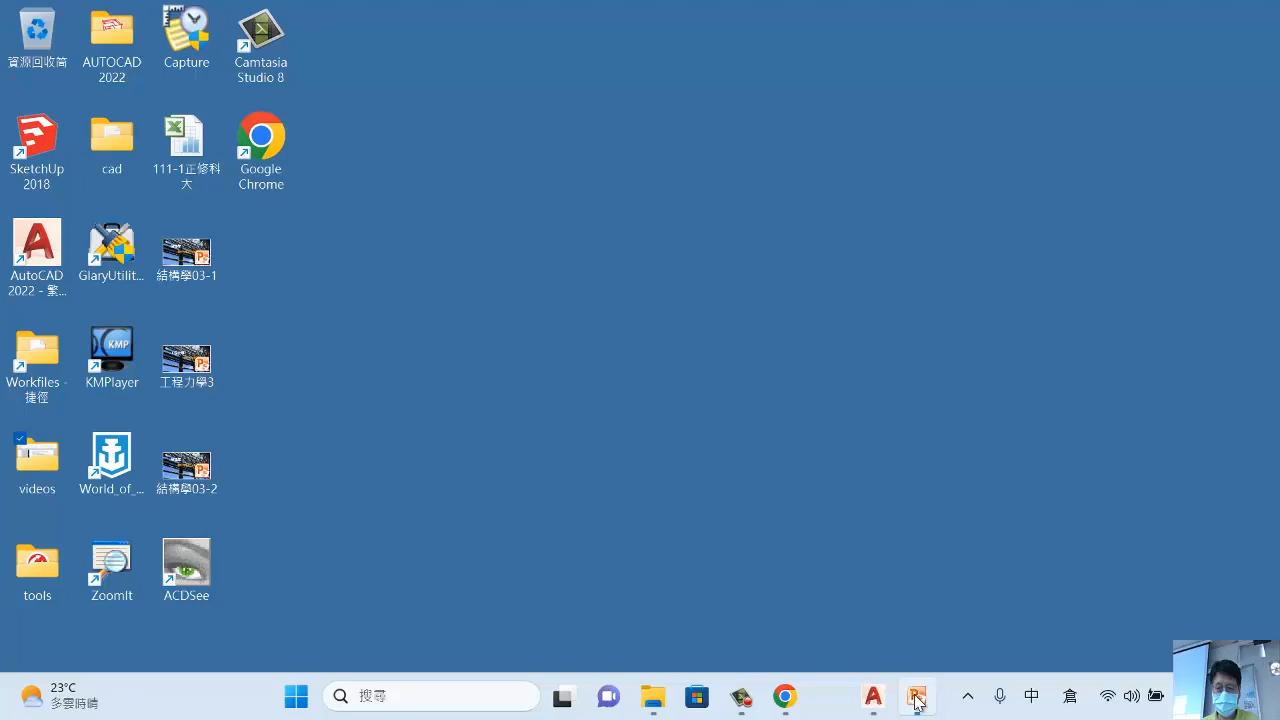 資源回收筒
AUTOCAD
2022
Capture
Camtasia
Studio 8
SketchUp
2018
cad
111-1正修科
大
Google
Chrome
AutoCAD
2022 - 繁...
GlaryUtilit...
結構學03-1
Workfiles -
捷徑
KMPlayer
工程力學3
videos
World_of_...
結構學03-2
tools
ZoomIt
ACDSee
KMP
23°C
多雲時晴
搜尋
中
倉